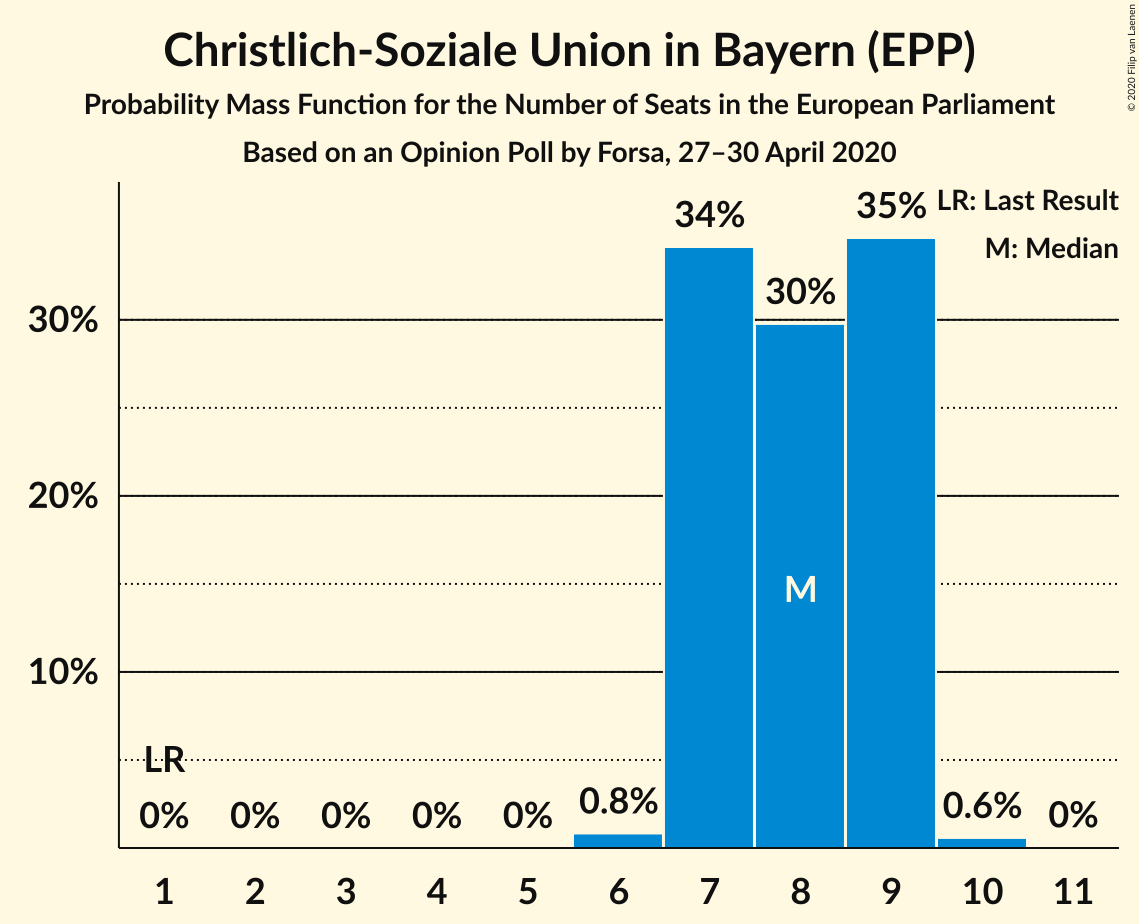 © 2020 Filip van Laenen
Christlich-Soziale Union in Bayern (EPP)
Probability Mass Function for the Number of Seats in the European Parliament
Based on an Opinion Poll by Forsa, 27–30 April 2020
LR: Last Result
M: Median
34%
30%
35%
30%
20%
10%
M
LR
0%
0%
0%
0%
0%
0.8%
0.6%
0%
1 2 3 4 5 6 7 8 9 10 11